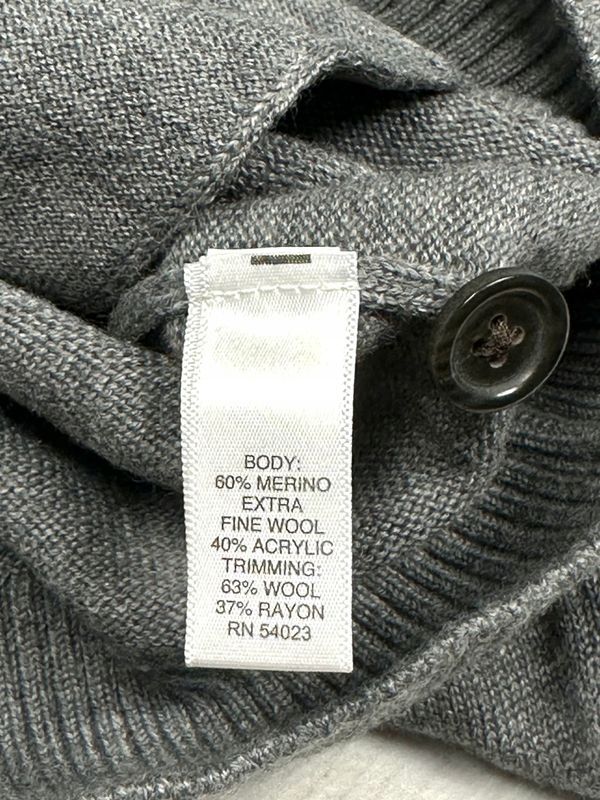 BODY:
60% MERINO
EXTRA
FINE WOOL
40% ACRYLIC
TRIMMING:
63% WOOL
37% RAYON
RN 54023